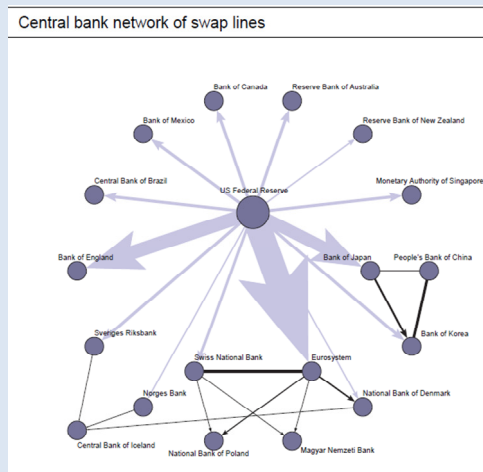 Central bank network of swap lines
Bank of Canada
Reserve Bank of Australia
Bank of Mexico
Reserve Bank of New Zealand
Central Bank of Brazil
US Federal Reserve
Monetary Authority of Singapore
Bank of England
Bank of Japan
People's Bank of China
Sveriges Riksbank
Bank of Korea
Swiss National Bank
Eurosystem
Norges Bank
National Bank of Denmark
Central Bank of Iceland
National Bank of Poland
Magyar Nemzeti Bank